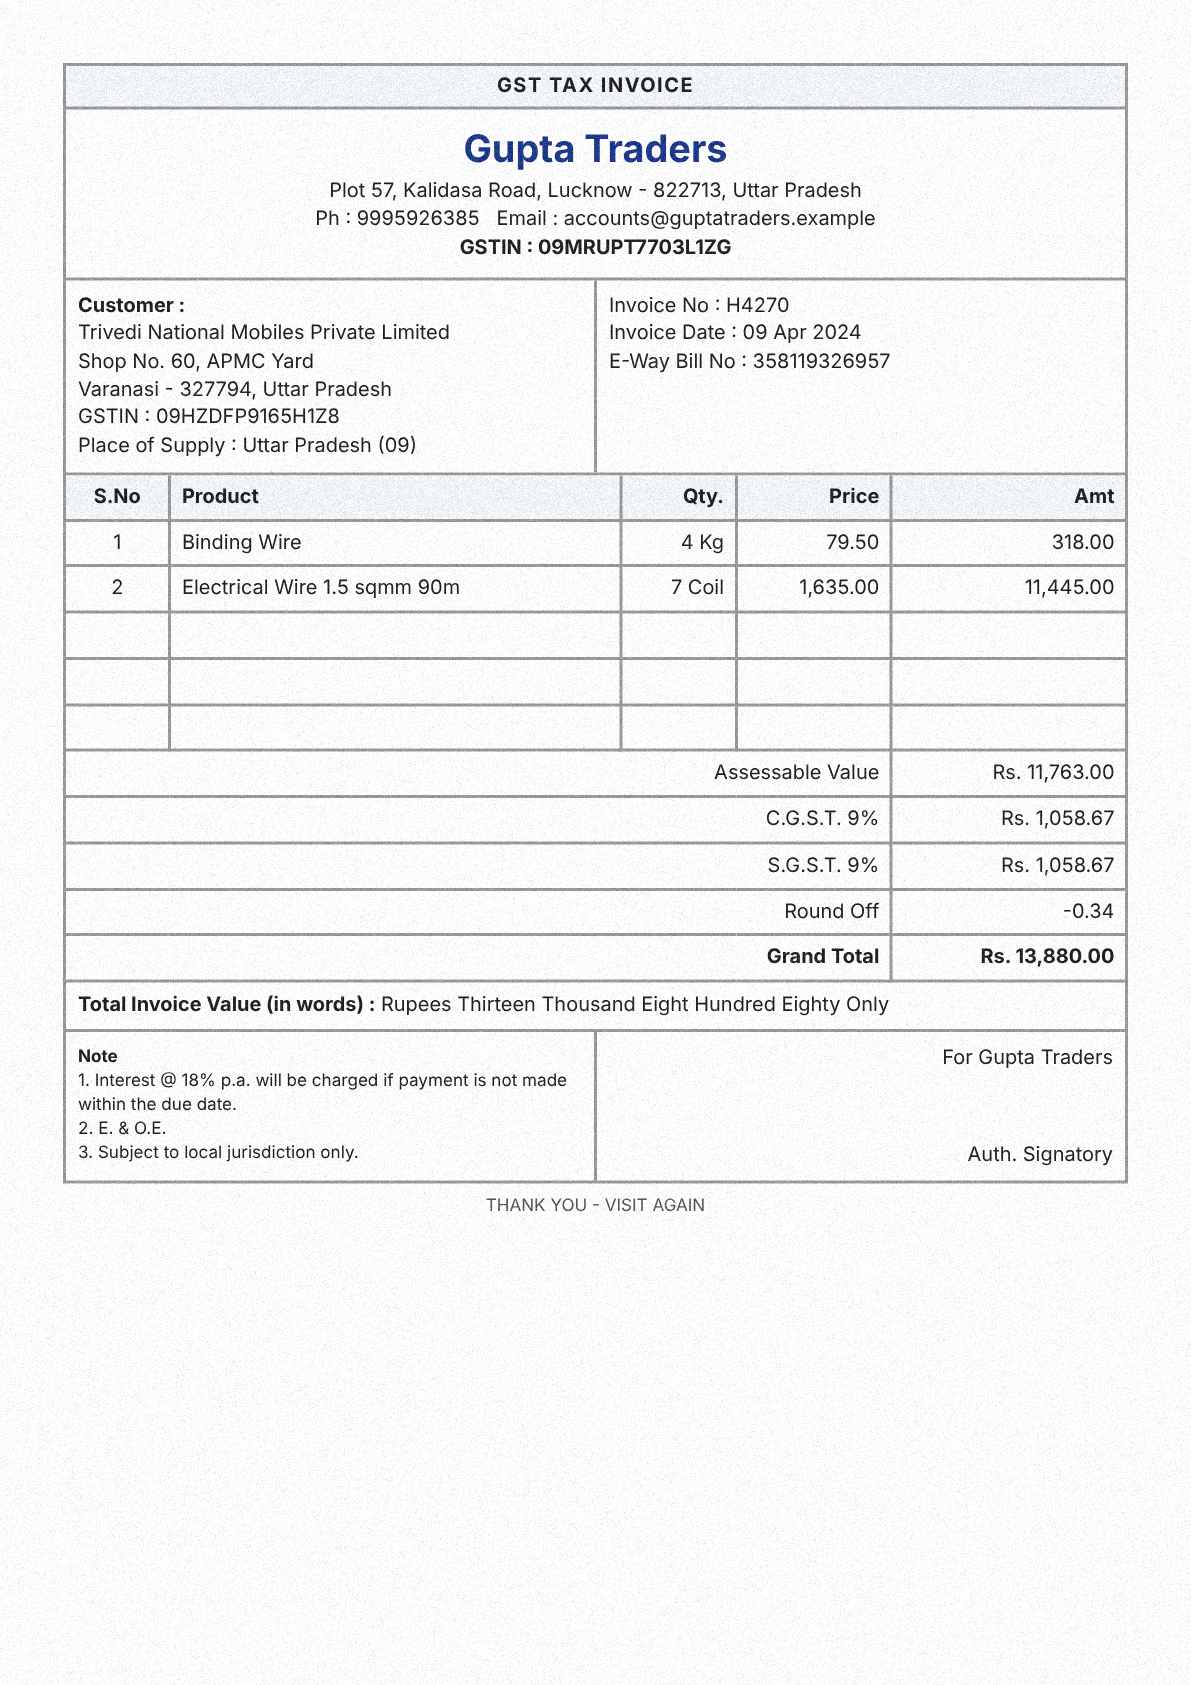 GST TAX INVOICE
Gupta Traders
Plot 57, Kalidasa Road, Lucknow - 822713, Uttar Pradesh
Ph : 9995926385 Email : accounts@guptatraders.example
GSTIN : 09MRUPT7703L1ZG
Customer :
Trivedi National Mobiles Private Limited
Shop No. 60, APMC Yard
Varanasi - 327794, Uttar Pradesh
GSTIN : 09HZDFP9165H1Z8
Place of Supply : Uttar Pradesh (09)
Invoice No : H4270
Invoice Date : 09 Apr 2024
E-Way Bill No : 358119326957
S.No Product Qty. Price Amt
1 Binding Wire 4 Kg 79.50 318.00
2 Electrical Wire 1.5 sqmm 90m 7 Coil 1,635.00 11,445.00
Assessable Value Rs. 11,763.00
C.G.S.T. 9% Rs. 1,058.67
S.G.S.T. 9% Rs. 1,058.67
Round Off -0.34
Grand Total Rs. 13,880.00
Total Invoice Value (in words) : Rupees Thirteen Thousand Eight Hundred Eighty Only
Note
1. Interest @ 18% p.a. will be charged if payment is not made
within the due date.
2. E. & O.E.
3. Subject to local jurisdiction only.
For Gupta Traders
Auth. Signatory
THANK YOU - VISIT AGAIN